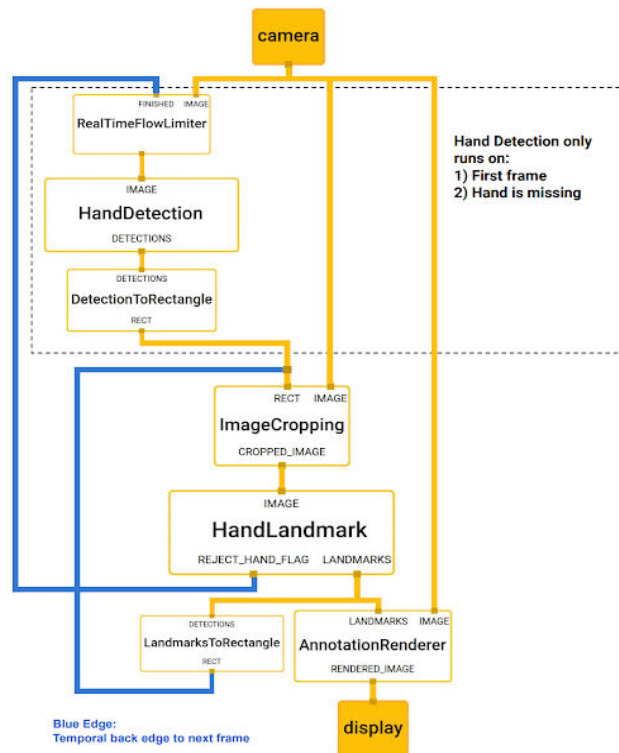 camera
FINISHED IMAGE
RealTimeFlowLimiter
Hand Detection only
runs on:
1) First frame
2) Hand is missing
IMAGE
HandDetection
DETECTIONS
DETECTIONS
DetectionToRectangle
RECT
RECT IMAGE
ImageCropping
CROPPED_IMAGE
IMAGE
HandLandmark
REJECT_HAND_FLAG LANDMARKS
DETECTIONS
LandmarksToRectangle
RECT
LANDMARKS IMAGE
AnnotationRenderer
RENDERED_IMAGE
Blue Edge:
Temporal back edge to next frame
display